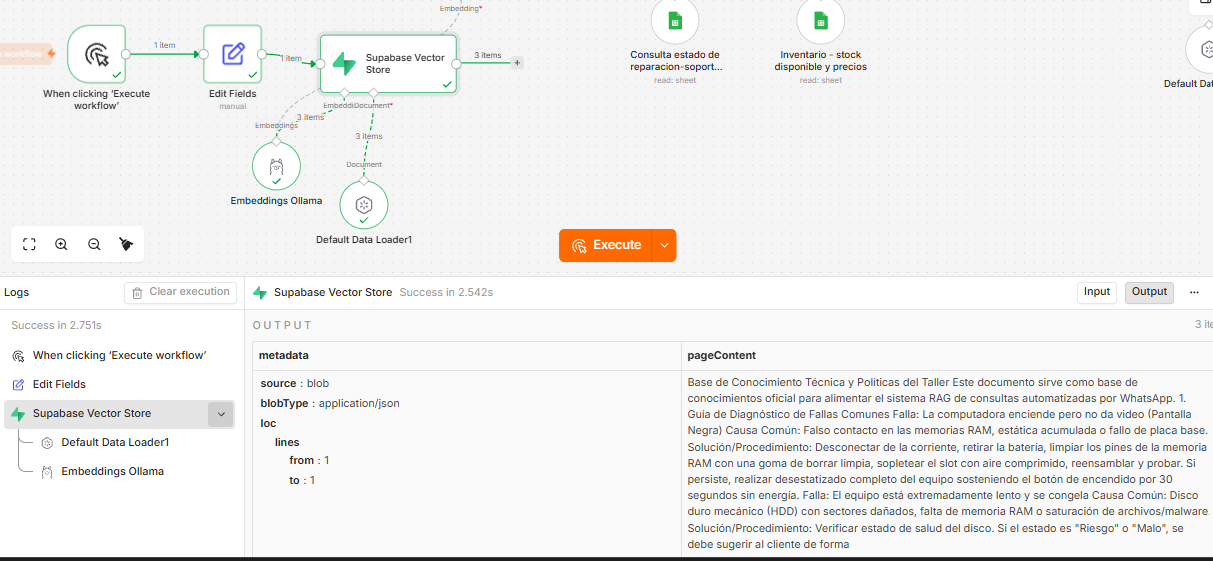 Embedding*
workflow
1 item
1 item
3 items
+
Supabase Vector
Store
When clicking ‘Execute
workflow’
Edit Fields
manual
Embeddi
Document*
3 items
Embeddings
3 items
Document
Embeddings Ollama
Default Data Loader1
Consulta estado de
reparacion-soport...
read: sheet
Inventario - stock
disponible y precios
read: sheet
Default Dat
Execute
Logs
Clear execution
Success in 2.751s
When clicking ‘Execute workflow’
Edit Fields
Supabase Vector Store
Default Data Loader1
Embeddings Ollama
Supabase Vector Store Success in 2.542s
Input
Output
...
OUTPUT
3 ite
metadata
source : blob
blobType : application/json
loc
lines
from : 1
to : 1
pageContent
Base de Conocimiento Técnica y Políticas del Taller Este documento sirve como base de
conocimientos oficial para alimentar el sistema RAG de consultas automatizadas por WhatsApp. 1.
Guía de Diagnóstico de Fallas Comunes Falla: La computadora enciende pero no da video (Pantalla
Negra) Causa Común: Falso contacto en las memorias RAM, estática acumulada o fallo de placa base.
Solución/Procedimiento: Desconectar de la corriente, retirar la batería, limpiar los pines de la memoria
RAM con una goma de borrar limpia, sopletear el slot con aire comprimido, reensamblar y probar. Si
persiste, realizar desestatizado completo del equipo sosteniendo el botón de encendido por 30
segundos sin energía. Falla: El equipo está extremadamente lento y se congela Causa Común: Disco
duro mecánico (HDD) con sectores dañados, falta de memoria RAM o saturación de archivos/malware.
Solución/Procedimiento: Verificar estado de salud del disco. Si el estado es "Riesgo" o "Malo", se
debe sugerir al cliente de forma